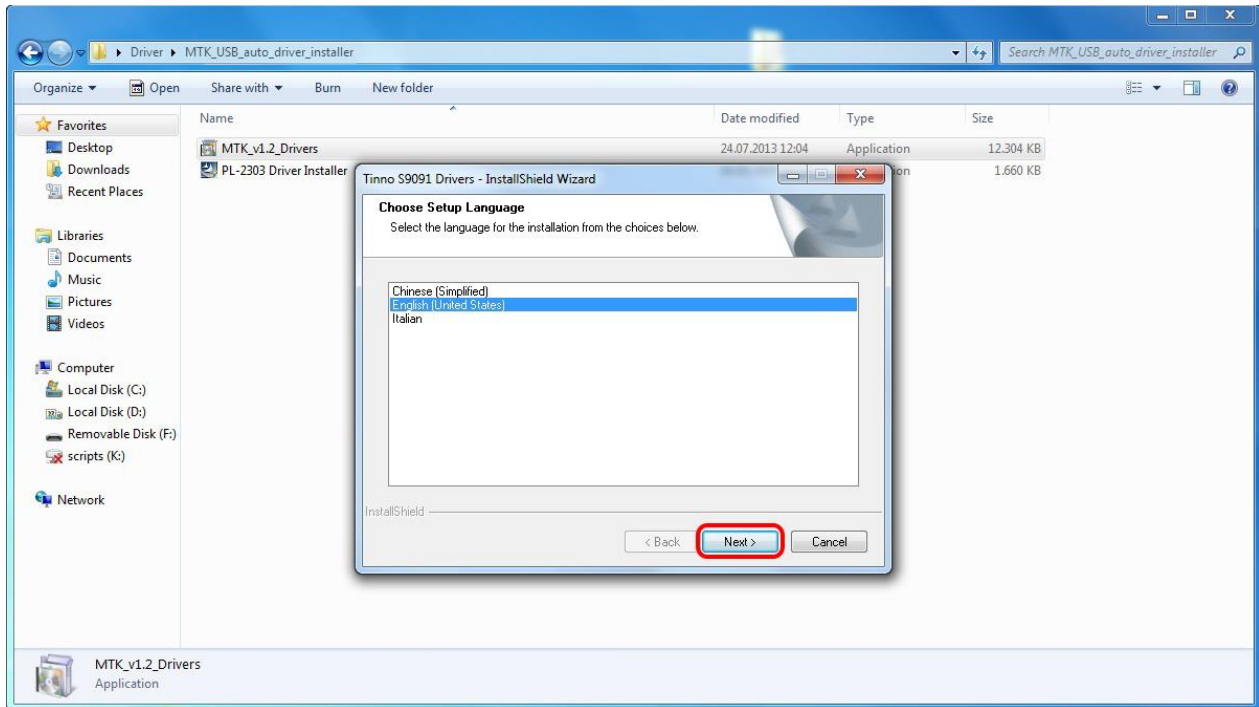 Driver MTK_USB_auto_driver_installer
Search MTK_USB_auto_driver_installer
Organize Open Share with Burn New folder
Favorites
Desktop
Downloads
Recent Places
Libraries
Documents
Music
Pictures
Videos
Computer
Local Disk (C:)
Local Disk (D:)
Removable Disk (F:)
scripts (K:)
Network
Name Date modified Type Size
MTK_v1.2_Drivers 24.07.2013 12:04 Application 12.304 KB
PL-2303 Driver Installer 1.660 KB
Tinno S9091 Drivers - InstallShield Wizard
Choose Setup Language
Select the language for the installation from the choices below.
Chinese (Simplified)
English (United States)
Italian
InstallShield
< Back Next > Cancel
MTK_v1.2_Drivers
Application